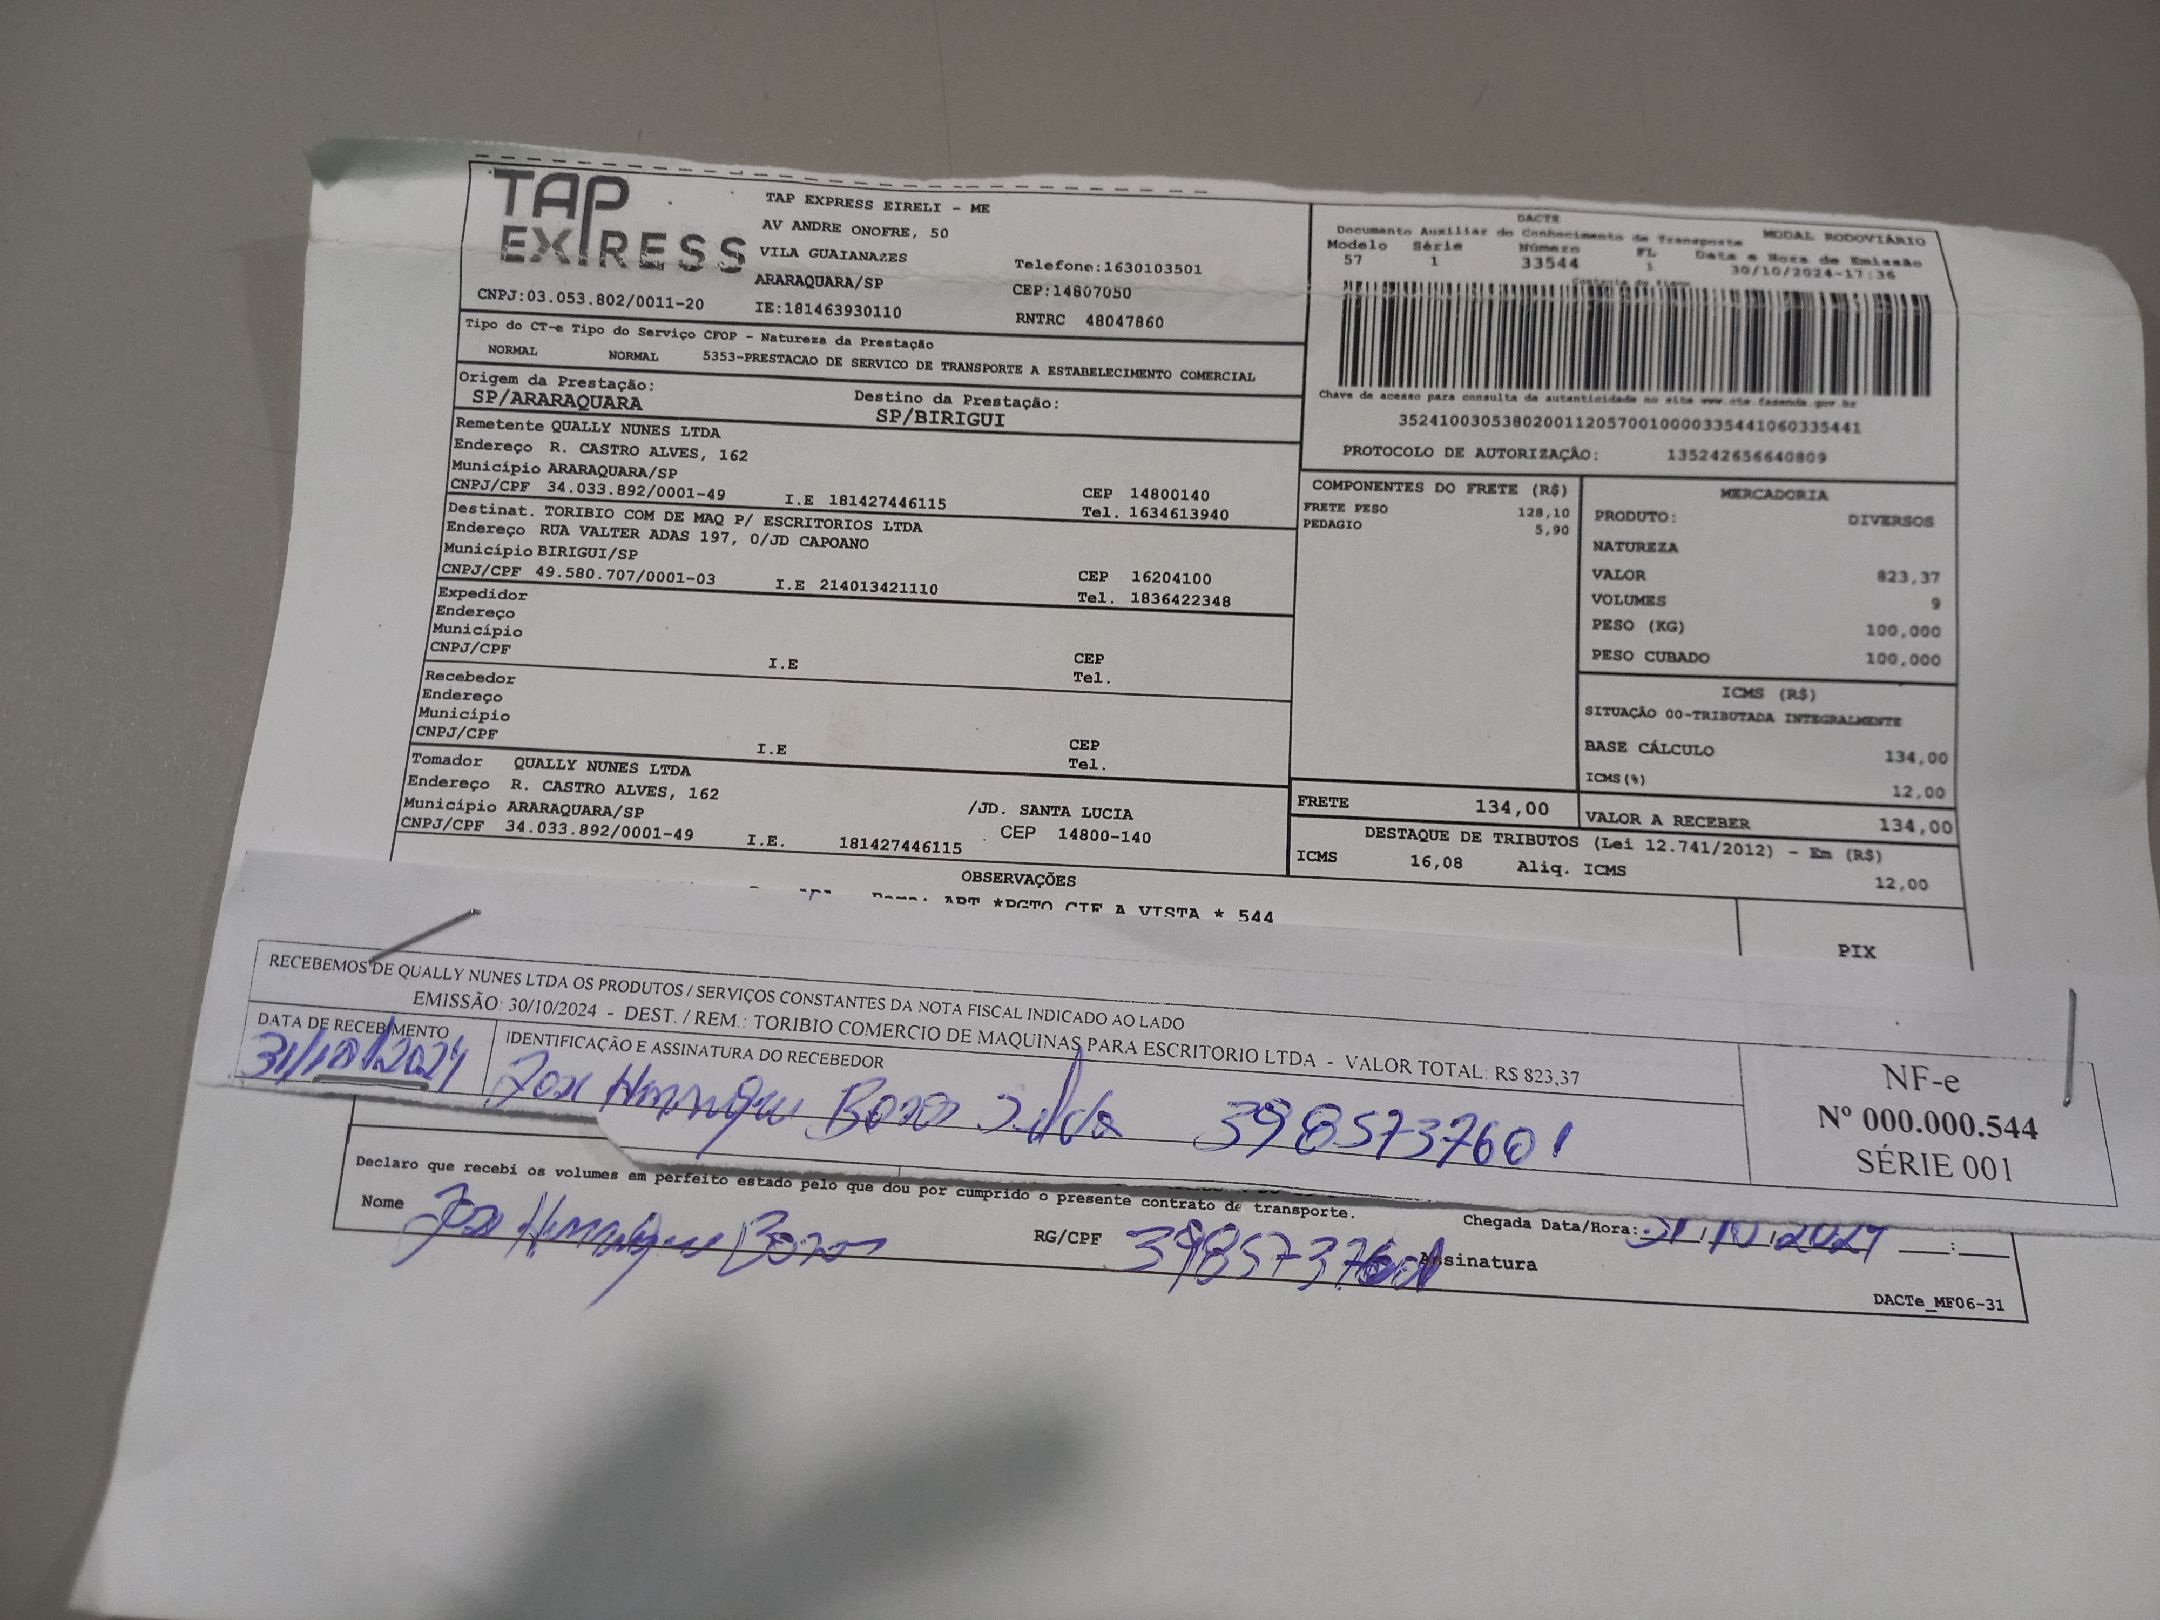 TAP EXPRESS
TAP EXPRESS EIRELI - ME
AV ANDRE ONOFRE, 50
VILA GUAIANAZES
Telefone:1630103501
ARARAQUARA/SP
CEP:14807050
CNPJ:03.053.802/0011-20
IE:181463930110
RNTRC 48047860
DACTE
Documento Auxiliar do Conhecimento de Transporte
MODAL RODOVIÁRIO
Modelo Série Número FL Data e Hora de Emissão
57 1 33544 1 30/10/2024-17:36
Chave de acesso para consulta de autenticidade no site www.cte.fazenda.gov.br
35241003053802001120570010000335441060335441
PROTOCOLO DE AUTORIZAÇÃO: 135242656640809
Tipo do CT-e Tipo do Serviço CFOP - Natureza da Prestação
NORMAL NORMAL 5353-PRESTACAO DE SERVICO DE TRANSPORTE A ESTABELECIMENTO COMERCIAL
Origem da Prestação: Destino da Prestação:
SP/ARARAQUARA SP/BIRIGUI
Remetente QUALLY NUNES LTDA
Endereço R. CASTRO ALVES, 162
Município ARARAQUARA/SP CEP 14800140
CNPJ/CPF 34.033.892/0001-49 I.E 181427446115 Tel. 1634613940
Destinat. TORIBIO COM DE MAQ P/ ESCRITORIOS LTDA
Endereço RUA VALTER ADAS 197, 0/JD CAPOANO
Município BIRIGUI/SP CEP 16204100
CNPJ/CPF 49.580.707/0001-03 I.E 214013421110 Tel. 1836422348
Expedidor
Endereço
Município CEP
CNPJ/CPF I.E Tel.
Recebedor
Endereço
Município CEP
CNPJ/CPF I.E Tel.
Tomador QUALLY NUNES LTDA
Endereço R. CASTRO ALVES, 162 /JD. SANTA LUCIA
Município ARARAQUARA/SP CEP 14800-140
CNPJ/CPF 34.033.892/0001-49 I.E. 181427446115
COMPONENTES DO FRETE (R$)
FRETE PESO 128,10
PEDAGIO 5,90
FRETE 134,00
MERCADORIA
PRODUTO: DIVERSOS
NATUREZA
VALOR 823,37
VOLUMES 9
PESO (KG) 100,000
PESO CUBADO 100,000
ICMS (R$)
SITUAÇÃO 00-TRIBUTADA INTEGRALMENTE
BASE CÁLCULO 134,00
ICMS(%) 12,00
VALOR A RECEBER 134,00
DESTAQUE DE TRIBUTOS (Lei 12.741/2012) - Em (R$)
ICMS 16,08 Aliq. ICMS 12,00
OBSERVAÇÕES
*PGTO CIF A VISTA * 544
PIX
RECEBEMOS DE QUALLY NUNES LTDA OS PRODUTOS / SERVIÇOS CONSTANTES DA NOTA FISCAL INDICADO AO LADO
EMISSÃO: 30/10/2024 - DEST. / REM.: TORIBIO COMERCIO DE MAQUINAS PARA ESCRITORIO LTDA - VALOR TOTAL: R$ 823,37
DATA DE RECEBIMENTO IDENTIFICAÇÃO E ASSINATURA DO RECEBEDOR
31/10/2024 Jose Henrique 3985737601
NF-e
Nº 000.000.544
SÉRIE 001
Declaro que recebi os volumes em perfeito estado pelo que dou por cumprido o presente contrato de transporte.
Nome Jose Henrique RG/CPF Chegada Data/Hora: 31/10/2024 __:__
Assinatura
DACTe_MF06-31